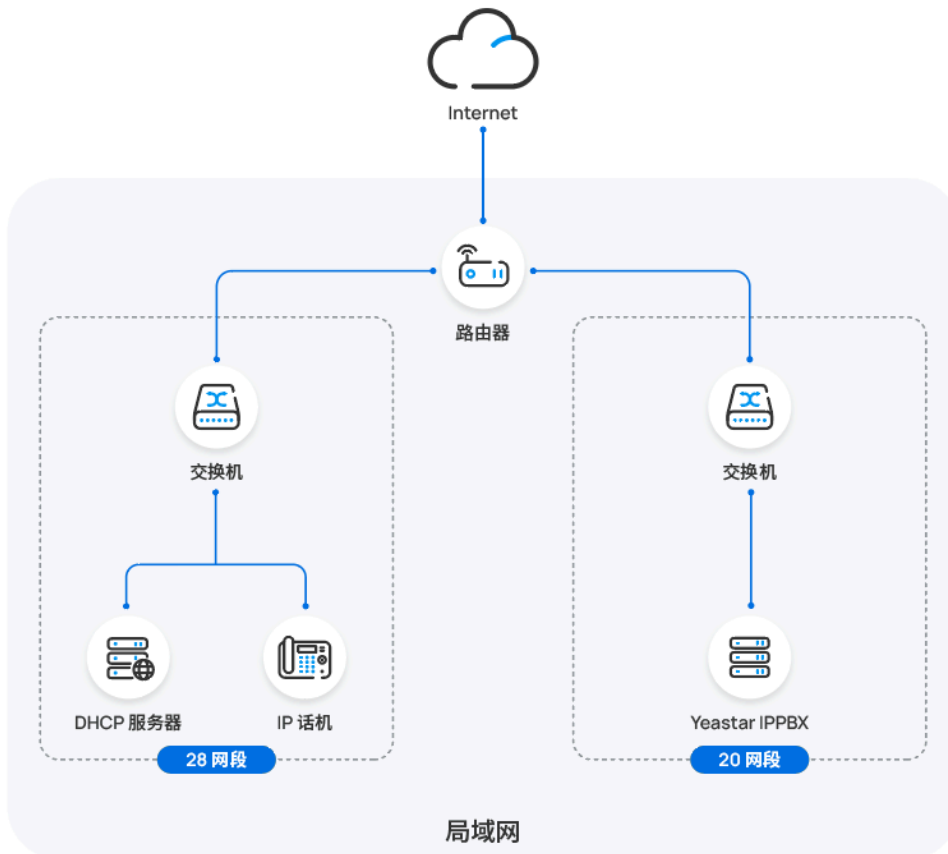 Internet
路由器
交换机
交换机
DHCP 服务器
IP 话机
Yeastar IPPBX
28 网段
20 网段
局域网